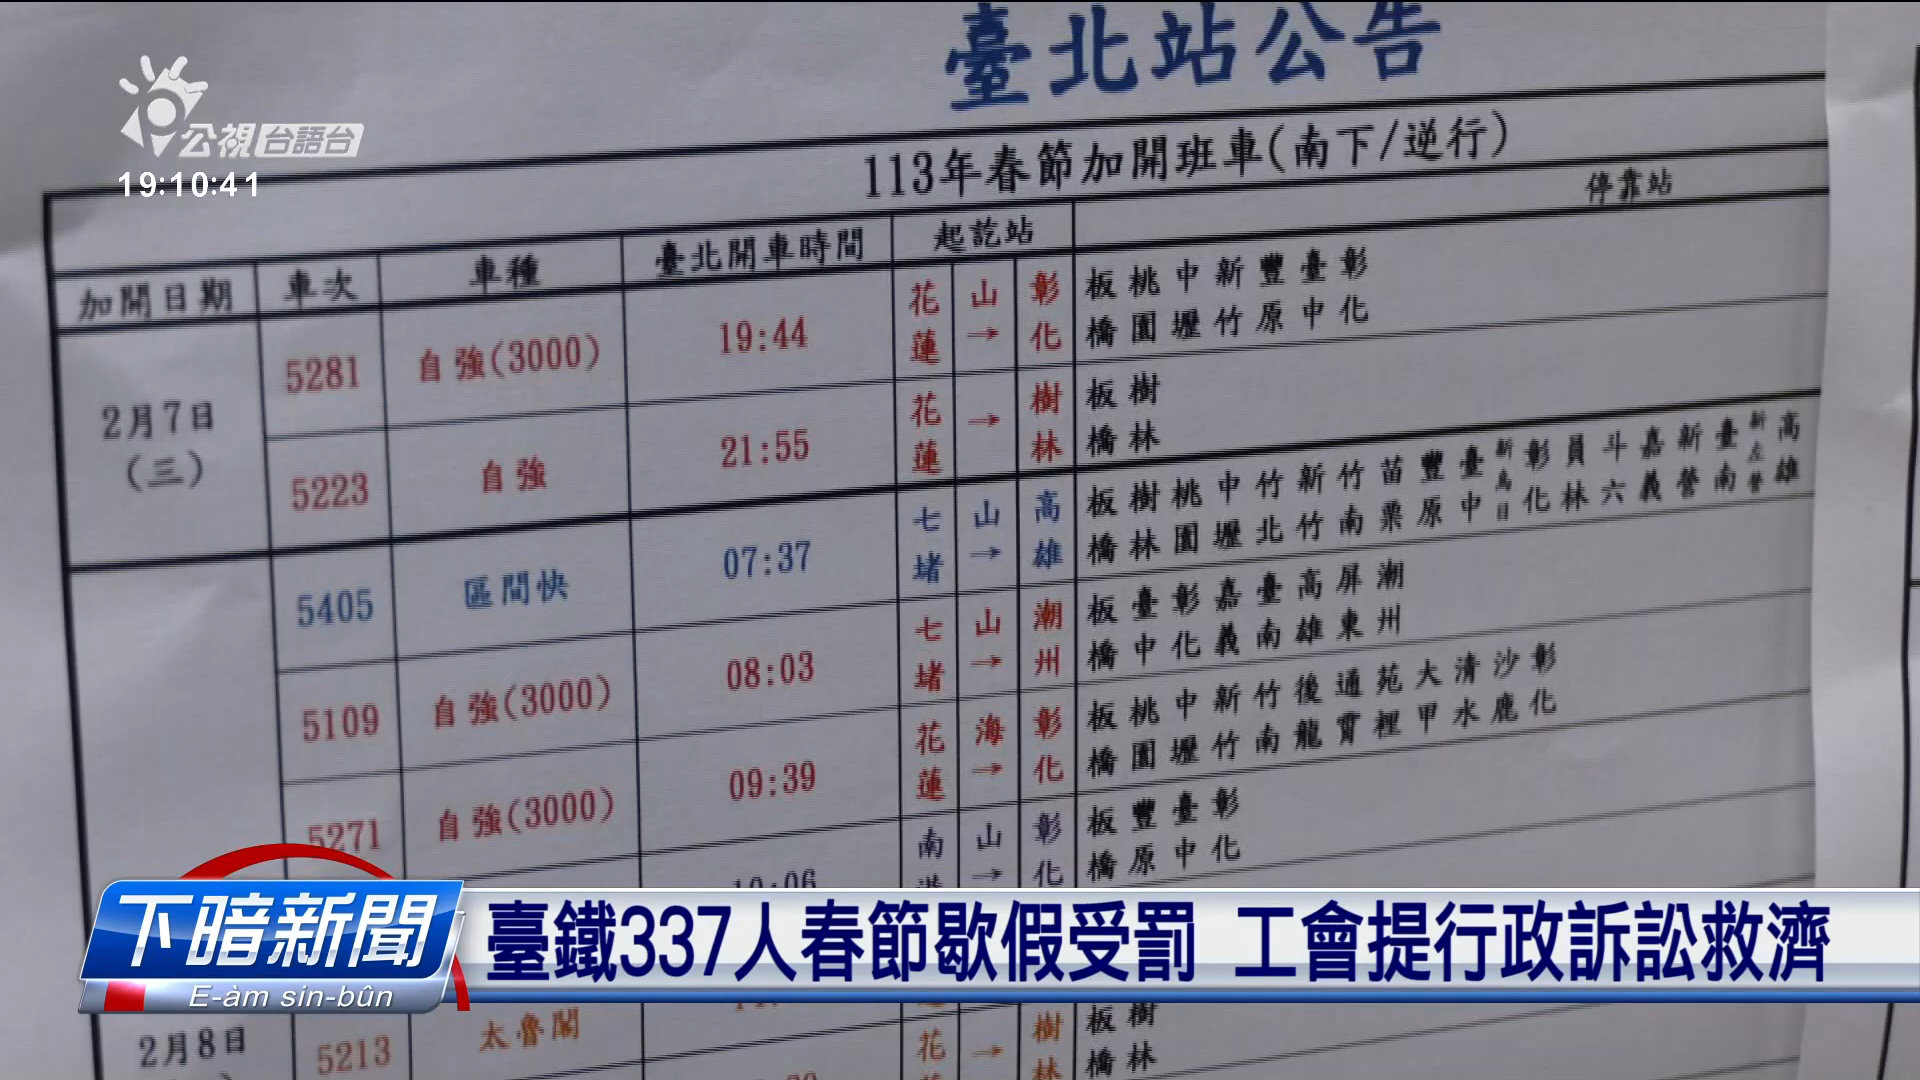 臺北站公告
公視台語台
19:10:41
113年春節加開班車(南下/逆行)
加開日期 車次 車種 臺北開車時間 起訖站 停靠站
2月7日(三) 5281 自強(3000) 19:44 花蓮 山→ 彰化 板橋 桃園 中壢 新竹 豐原 臺中 彰化
5223 自強 21:55 花蓮 → 樹林 板橋 樹林
5405 區間快 07:37 七堵 山→ 高雄 板橋 樹林 桃園 中壢 竹北 新竹 竹南 苗栗 豐原 臺中 新烏日 彰化 員林 斗六 嘉義 新營 臺南 新左營 高雄
5109 自強(3000) 08:03 七堵 山→ 潮州 板橋 臺中 彰化 嘉義 臺南 高雄 屏東 潮州
5271 自強(3000) 09:39 花蓮 海→ 彰化 板橋 桃園 中壢 新竹 竹南 後龍 通霄 苑裡 大甲 清水 沙鹿 彰化
10:06 南 山→ 彰化 板橋 豐原 臺中 彰化
下暗新聞
E-àm sin-bûn
臺鐵337人春節歇假受罰 工會提行政訴訟救濟
2月8日 5213 太魯閣 花 → 樹林 板橋 樹林